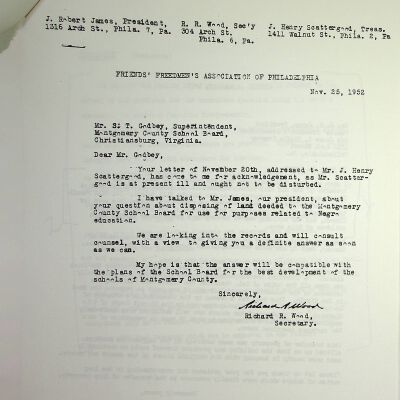 J. Robert James, President, R. R. Wood, Sec'y J. Henry Scattergood, Treas.
1316 Arch St., Phila. 7, Pa. 304 Arch St. 1411 Walnut St., Phila. 2, Pa
Phila. 6, Pa.
FRIENDS' FREEDMEN'S ASSOCIATION OF PHILADELPHIA
Nov. 25, 1952
Mr. S. T. Godbey, Superintendent,
Montgomery County School Board,
Christiansburg, Virginia.
Dear Mr. Godbey,
Your letter of November 20th, addressed to Mr. J. Henry
Scattergood, has come to me for acknowledgement, as Mr. Scatter-
good is at present ill and ought not to be disturbed.
I have talked to Mr. James, our president, about
your question about disposing of land deeded to the Montgomery
County School Board for use for purposes related to Negro
education.
We are looking into the records and will consult
counsel, with a view to giving you a definite answer as soon
as we can.
My hope is that the answer will be compatible with
the plans of the School Board for the best development of the
schools of Montgomery County.
Sincerely,
Richard R. Wood
Richard R. Wood,
Secretary.